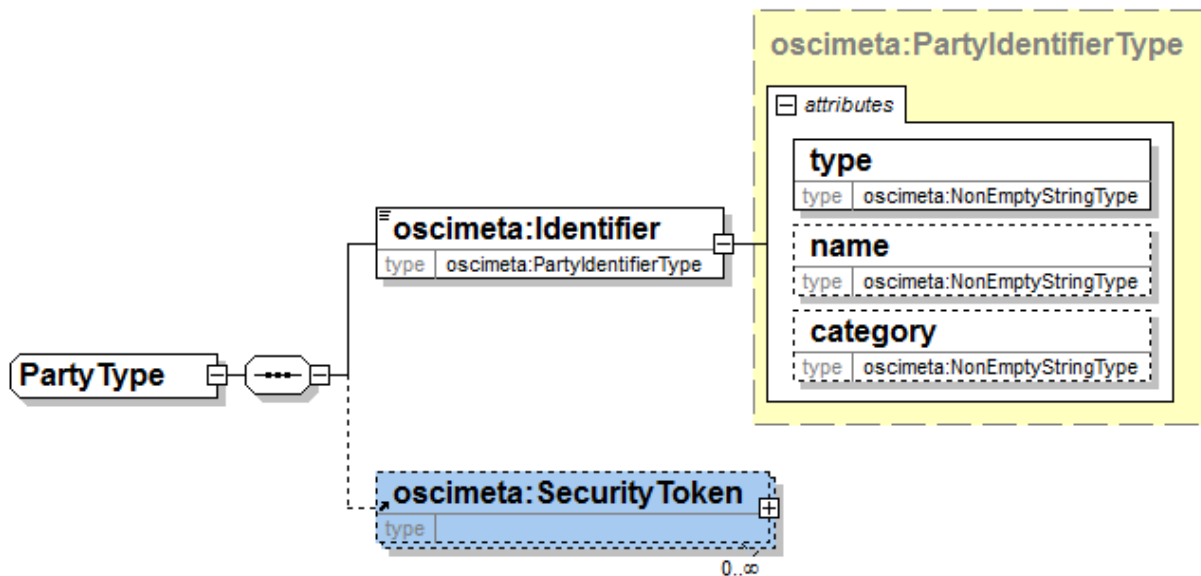 oscimeta:PartyIdentifierType
attributes
type
type oscimeta:NonEmptyStringType
name
type oscimeta:NonEmptyStringType
category
type oscimeta:NonEmptyStringType
oscimeta:Identifier
type oscimeta:PartyIdentifierType
PartyType
oscimeta:SecurityToken
type
0..∞